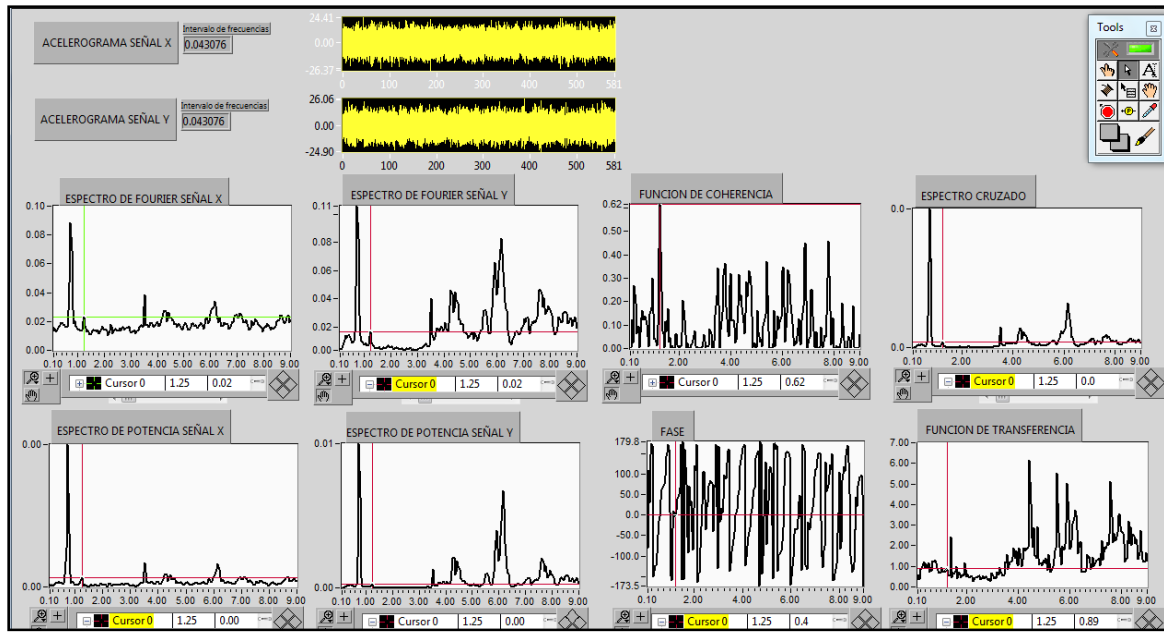 ACELEROGRAMA SEÑAL X
Intervalo de frecuencias
0.043076
24.41
0.00
-26.37
0 100 200 300 400 500 581
Tools
ACELEROGRAMA SEÑAL Y
Intervalo de frecuencias
0.043076
26.06
0.00
-24.90
0 100 200 300 400 500 581
ESPECTRO DE FOURIER SEÑAL X
0.10
0.08
0.06
0.04
0.02
0.00
0.10 1.00 2.00 3.00 4.00 5.00 6.00 7.00 8.00 9.00
Cursor 0 1.25 0.02
ESPECTRO DE FOURIER SEÑAL Y
0.11
0.08
0.06
0.04
0.02
0.00
0.10 1.00 2.00 3.00 4.00 5.00 6.00 7.00 8.00 9.00
Cursor 0 1.25 0.02
FUNCION DE COHERENCIA
0.62
0.50
0.40
0.30
0.20
0.10
0.00
0.10 2.00 4.00 6.00 8.00 9.00
Cursor 0 1.25 0.62
ESPECTRO CRUZADO
0.0
0.0
0.10 2.00 4.00 6.00 8.00 9.00
Cursor 0 1.25 0.0
ESPECTRO DE POTENCIA SEÑAL X
0.00
0.00
0.10 1.00 2.00 3.00 4.00 5.00 6.00 7.00 8.00 9.00
Cursor 0 1.25 0.00
ESPECTRO DE POTENCIA SEÑAL Y
0.01
0.00
0.10 1.00 2.00 3.00 4.00 5.00 6.00 7.00 8.00 9.00
Cursor 0 1.25 0.00
FASE
179.8
100.0
50.0
0.0
-50.0
-100.0
-173.5
0.10 2.00 4.00 6.00 8.00 9.00
Cursor 0 1.25 0.4
FUNCION DE TRANSFERENCIA
7.00
6.00
5.00
4.00
3.00
2.00
1.00
0.00
0.10 2.00 4.00 6.00 8.00 9.00
Cursor 0 1.25 0.89